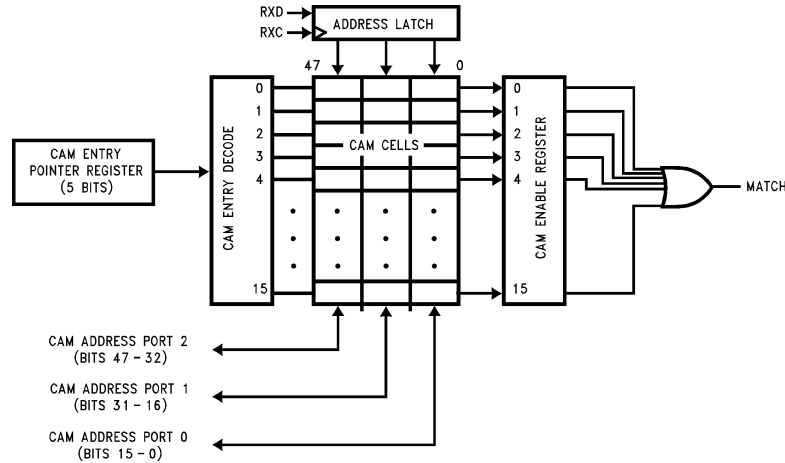 RXD
RXC
ADDRESS LATCH
47
0
CAM ENTRY
POINTER REGISTER
(5 BITS)
CAM ENTRY DECODE
0
1
2
3
4
15
CAM CELLS
CAM ENABLE REGISTER
0
1
2
3
4
15
MATCH
CAM ADDRESS PORT 2
(BITS 47 – 32)
CAM ADDRESS PORT 1
(BITS 31 – 16)
CAM ADDRESS PORT 0
(BITS 15 – 0)